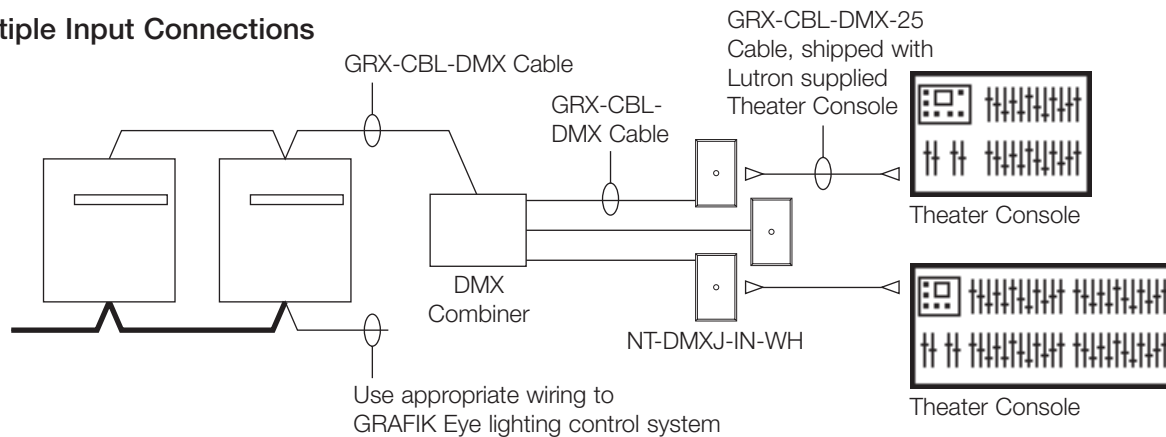 tiple Input Connections
GRX-CBL-DMX Cable
GRX-CBL-
DMX Cable
GRX-CBL-DMX-25
Cable, shipped with
Lutron supplied
Theater Console
Theater Console
DMX
Combiner
NT-DMXJ-IN-WH
Theater Console
Use appropriate wiring to
GRAFIK Eye lighting control system